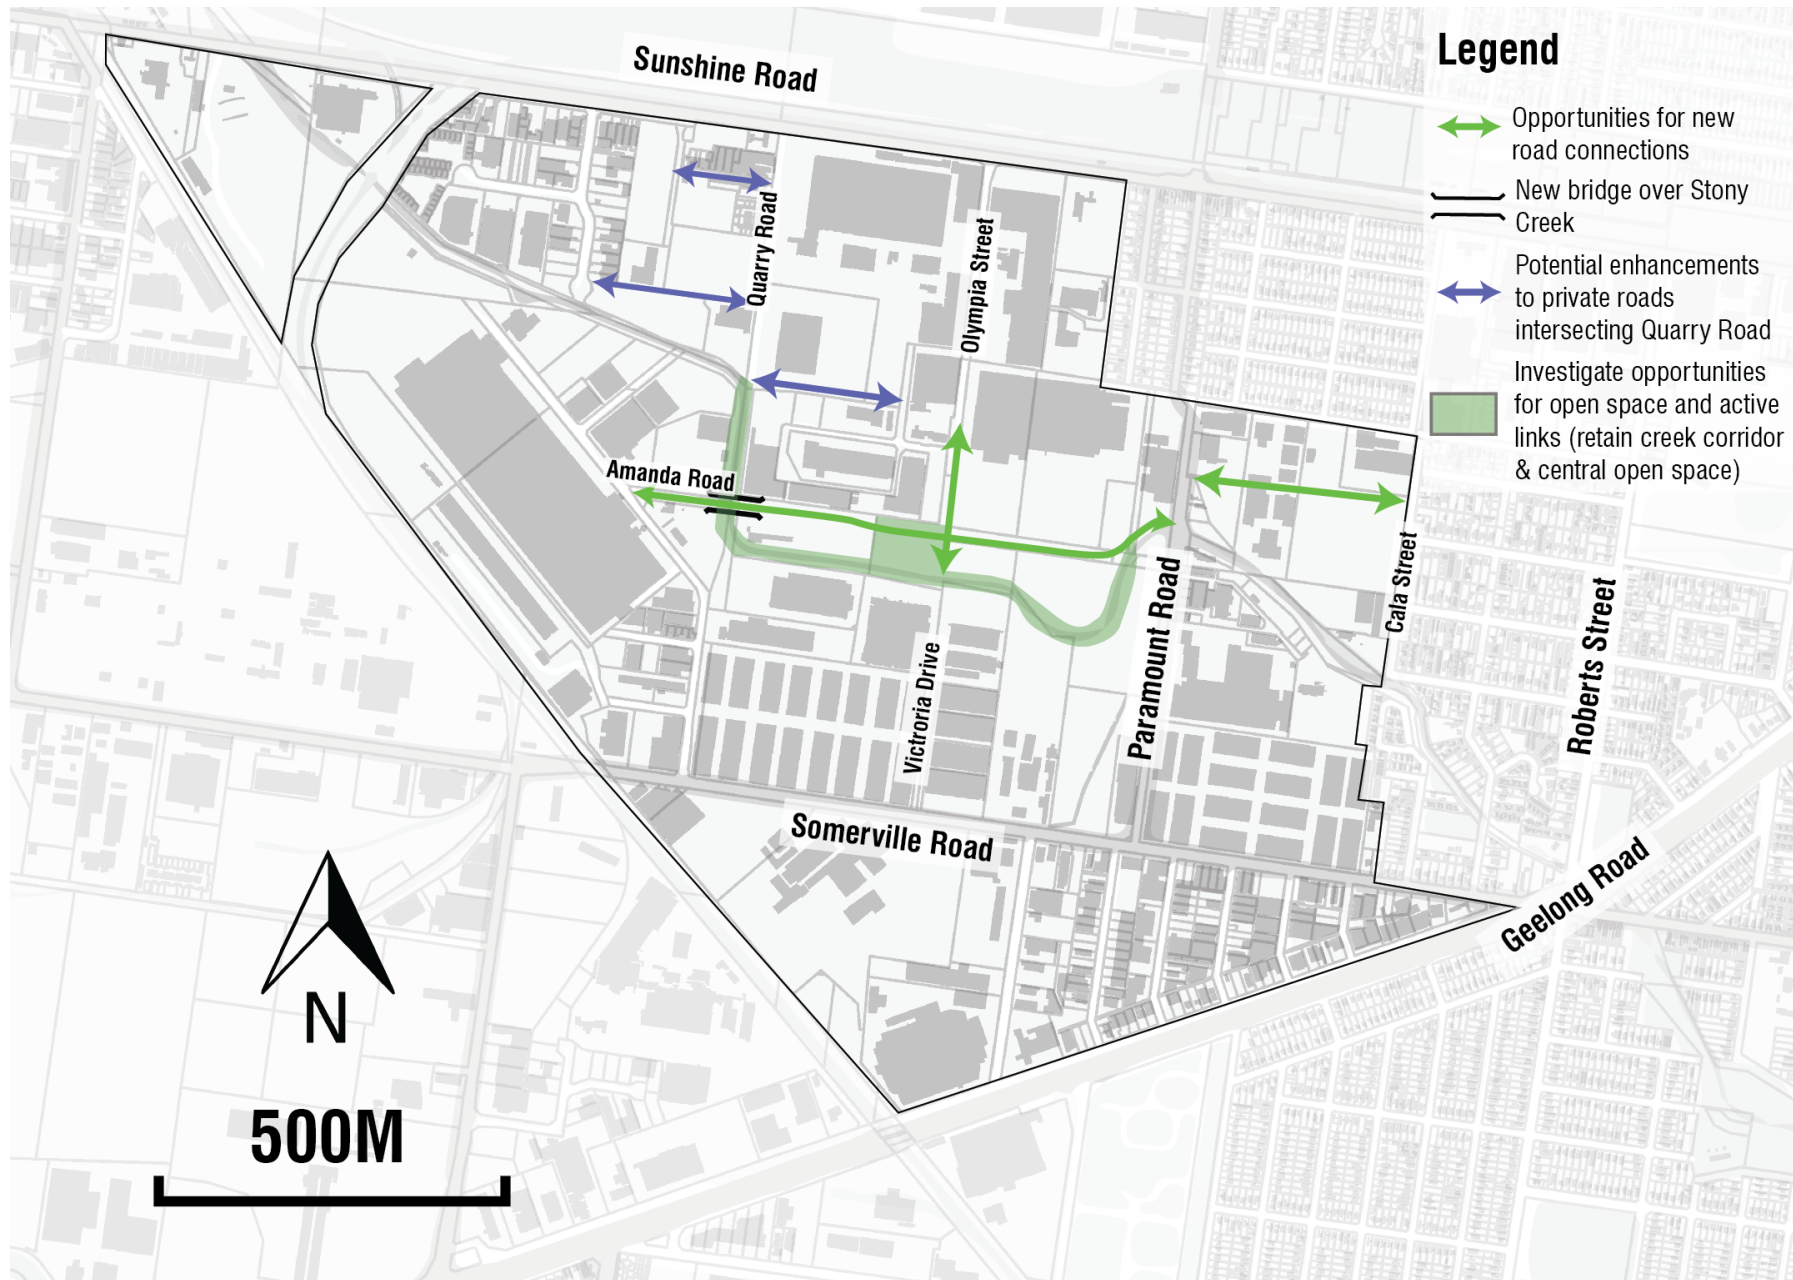 Sunshine Road
Legend
Opportunities for new
road connections
New bridge over Stony
Creek
Potential enhancements
to private roads
intersecting Quarry Road
Investigate opportunities
for open space and active
links (retain creek corridor
& central open space)
Quarry Road
Olympia Street
Amanda Road
Cala Street
Paramount Road
Roberts Street
Victroria Drive
Somerville Road
Geelong Road
N
500M